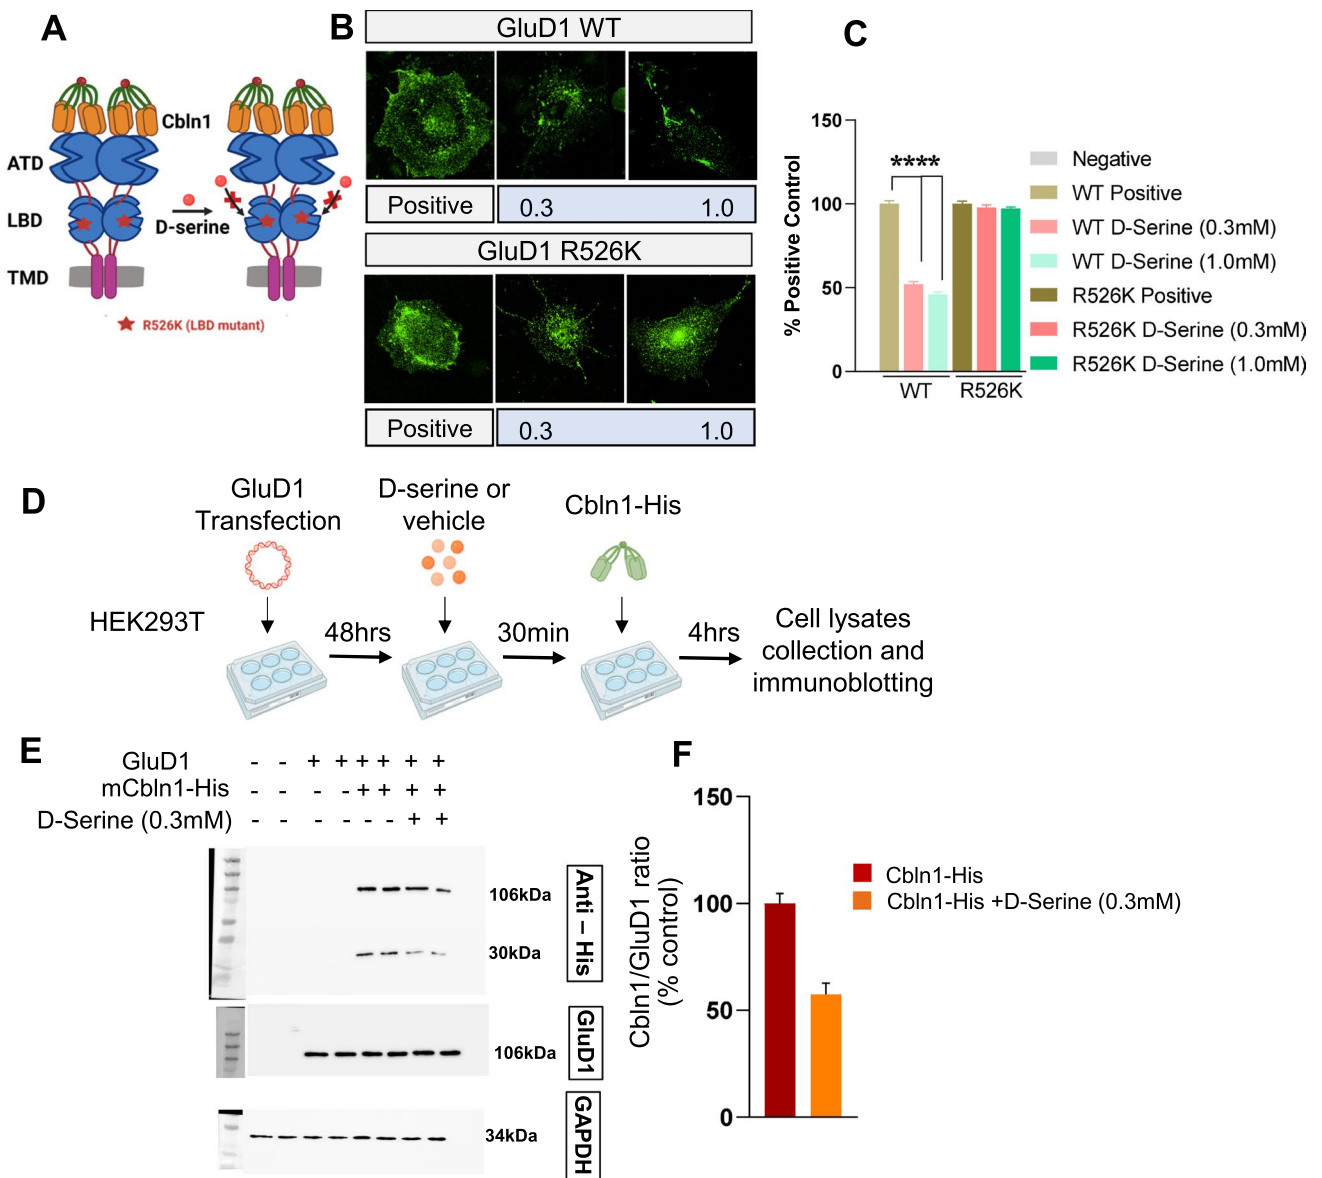 A
Cbln1
ATD
LBD
D-serine
TMD
R526K (LBD mutant)
B
GluD1 WT
Positive
0.3
1.0
GluD1 R526K
Positive
0.3
1.0
C
% Positive Control
150
100
50
0
****
WT
R526K
Negative
WT Positive
WT D-Serine (0.3mM)
WT D-Serine (1.0mM)
R526K Positive
R526K D-Serine (0.3mM)
R526K D-Serine (1.0mM)
D
GluD1
Transfection
D-serine or
vehicle
Cbln1-His
HEK293T
48hrs
30min
4hrs
Cell lysates
collection and
immunoblotting
E
GluD1 - - + + + + + +
mCbln1-His - - - - + + + +
D-Serine (0.3mM) - - - - - - + +
106kDa
30kDa
Anti – His
106kDa
GluD1
34kDa
GAPDH
F
Cbln1/GluD1 ratio
(% control)
150
100
50
0
Cbln1-His
Cbln1-His +D-Serine (0.3mM)